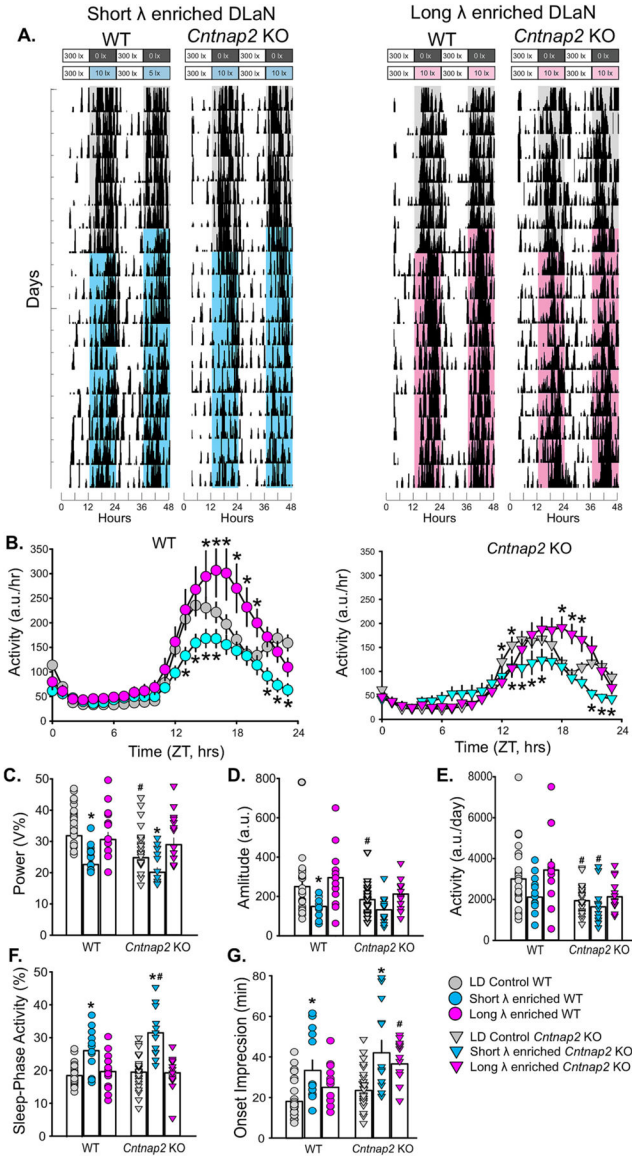 Short λ enriched DLaN Long λ enriched DLaN
A. WT Cntnap2 KO WT Cntnap2 KO
300 lx 0 lx 300 lx 0 lx 300 lx 0 lx 300 lx 0 lx 300 lx 0 lx 300 lx 0 lx 300 lx 0 lx 300 lx 0 lx
300 lx 10 lx 300 lx 5 lx 300 lx 10 lx 300 lx 10 lx 300 lx 10 lx 300 lx 10 lx 300 lx 10 lx 300 lx 10 lx
Days
0 12 24 36 48 0 12 24 36 48 0 12 24 36 48 0 12 24 36 48
Hours Hours Hours Hours
B. WT Cntnap2 KO
Activity (a.u./hr)
350
300
250
200
150
100
50
0
0 6 12 18 24
Time (ZT, hrs)
* * * * * * *
* * * * * * * *
Activity (a.u./hr)
350
300
250
200
150
100
50
0
0 6 12 18 24
Time (ZT, hrs)
C.
Power (V%)
50
40
30
20
10
0
* # *
WT Cntnap2 KO
D.
Amplitude (a.u.)
800
600
400
200
0
* #
WT Cntnap2 KO
E.
Activity (a.u./day)
8000
6000
4000
2000
0
# #
WT Cntnap2 KO
F.
Sleep-Phase Activity (%)
50
40
30
20
10
0
* *#
WT Cntnap2 KO
G.
Onset Imprecision (min)
80
60
40
20
0
* * #
WT Cntnap2 KO
LD Control WT
Short λ enriched WT
Long λ enriched WT
LD Control Cntnap2 KO
Short λ enriched Cntnap2 KO
Long λ enriched Cntnap2 KO